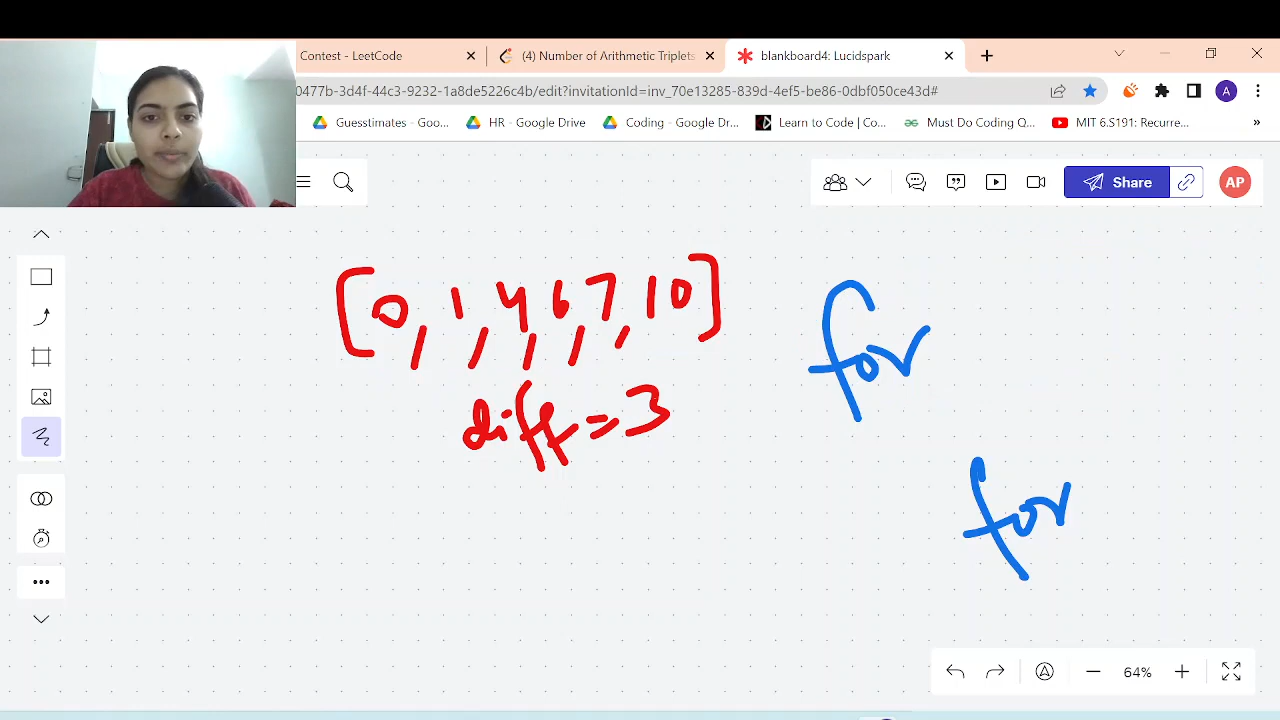 Contest - LeetCode
(4) Number of Arithmetic Triplets
blankboard4: Lucidspark
0477b-3d4f-44c3-9232-1a8de5226c4b/edit?invitationId=inv_70e13285-839d-4ef5-be86-0dbf050ce43d#
A
Guesstimates - Goo...
HR - Google Drive
Coding - Google Dr...
Learn to Code | Co...
Must Do Coding Q...
MIT 6.S191: Recurre...
»
Share
AP
[0, 1, 4, 6, 7, 10]
diff = 3
for
for
64%